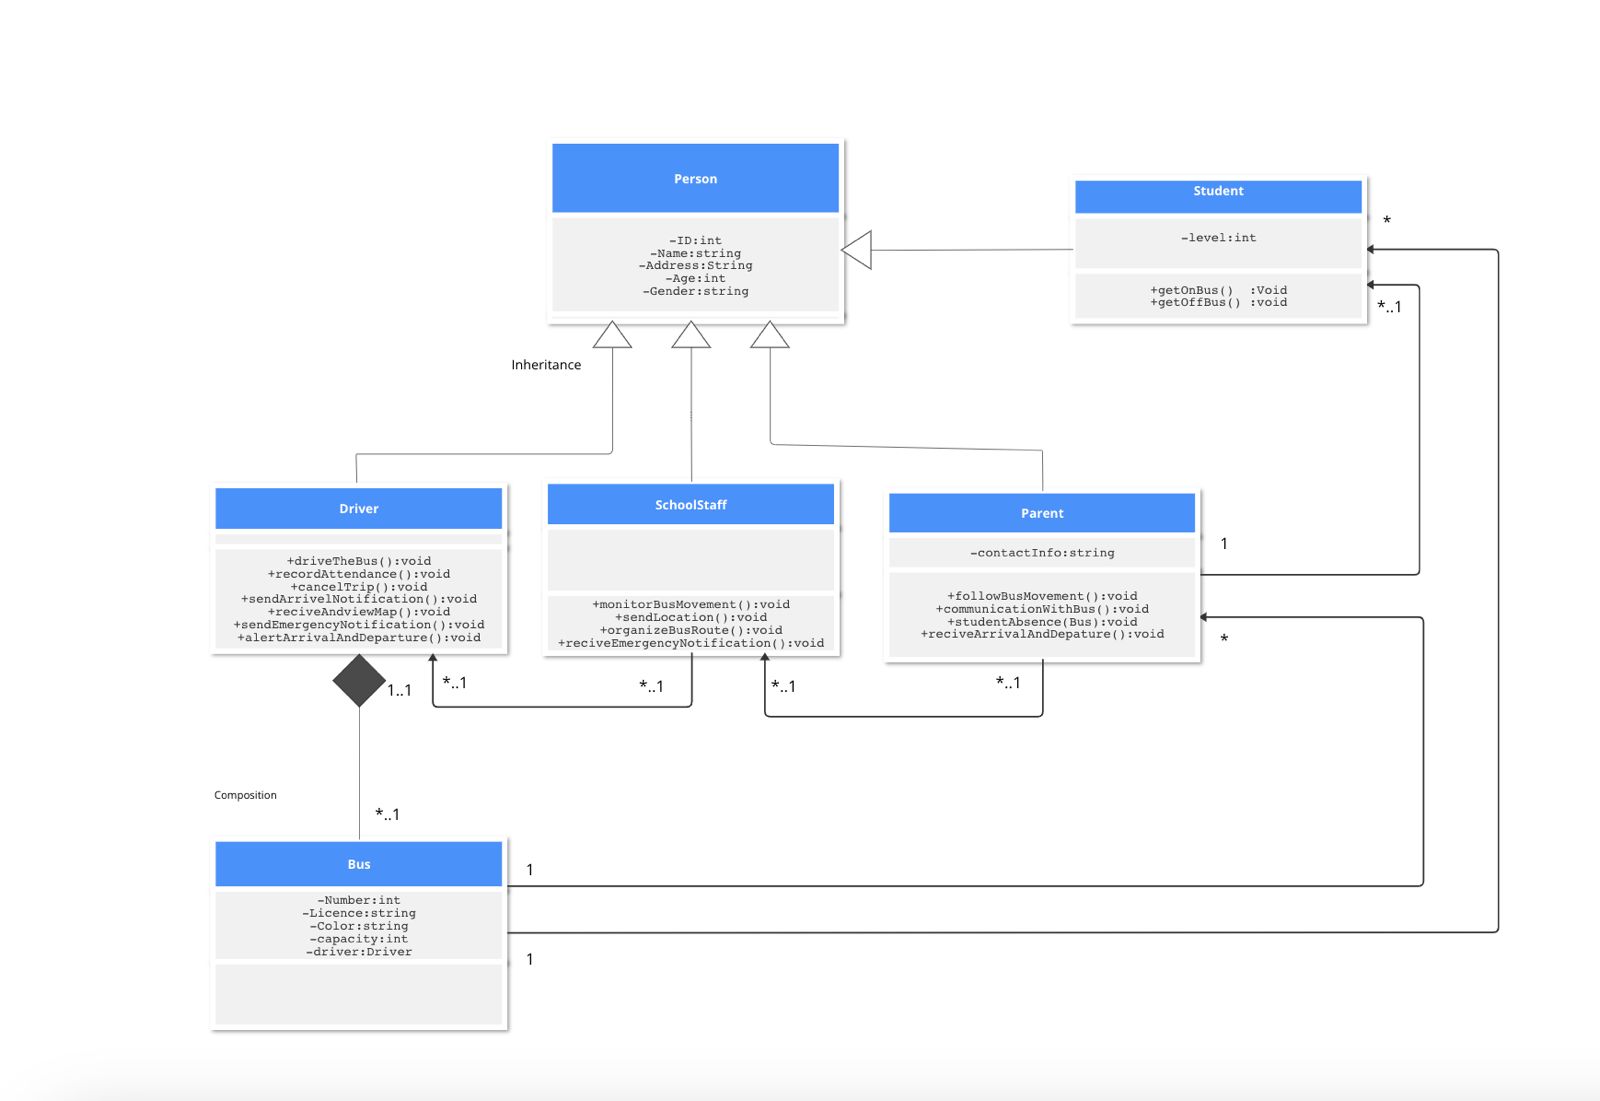 Person
-ID:int
-Name:string
-Address:String
-Age:int
-Gender:string
Student
-level:int
+getOnBus()  :Void
+getOffBus() :void
*
*..1
Inheritance
Driver
+driveTheBus():void
+recordAttendance():void
+cancelTrip():void
+sendArrivelNotification():void
+reciveAndviewMap():void
+sendEmergencyNotification():void
+alertArrivalAndDeparture():void
SchoolStaff
+monitorBusMovement():void
+sendLocation():void
+organizeBusRoute():void
+reciveEmergencyNotification():void
Parent
-contactInfo:string
+followBusMovement():void
+communicationWithBus():void
+studentAbsence(Bus):void
+reciveArrivalAndDepature():void
1
*
1..1
*..1
*..1
*..1
*..1
Composition
*..1
Bus
-Number:int
-Licence:string
-Color:string
-capacity:int
-driver:Driver
1
1